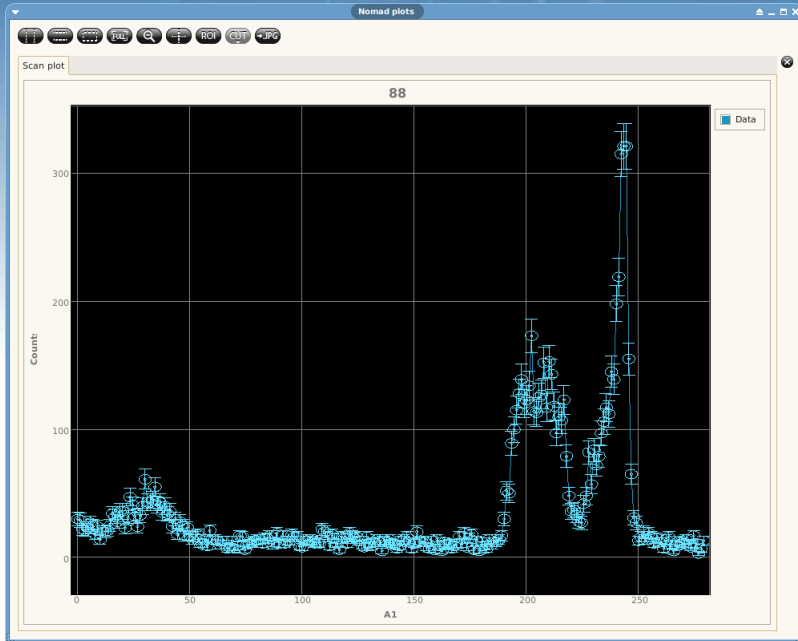 Nomad plots
FULL ROI CUT →JPG
Scan plot
88
Data
300
200
100
0
Counts
0 50 100 150 200 250
A1